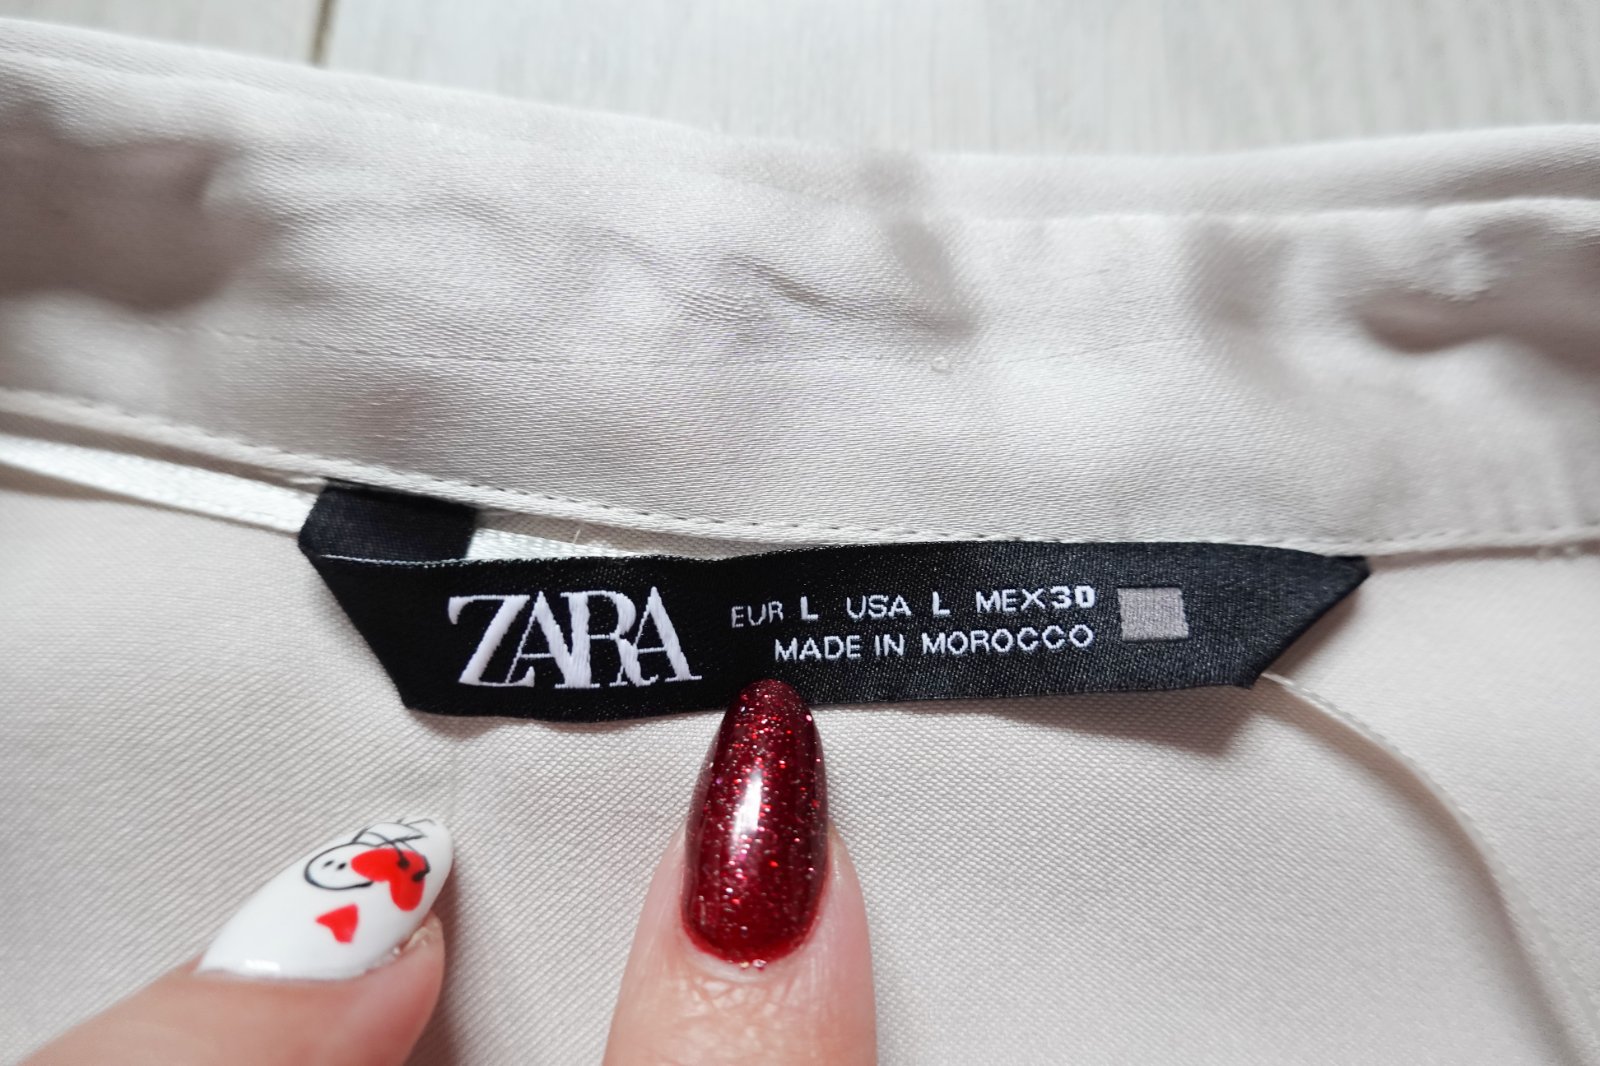 ZARA
EUR L USA L MEX 30
MADE IN MOROCCO